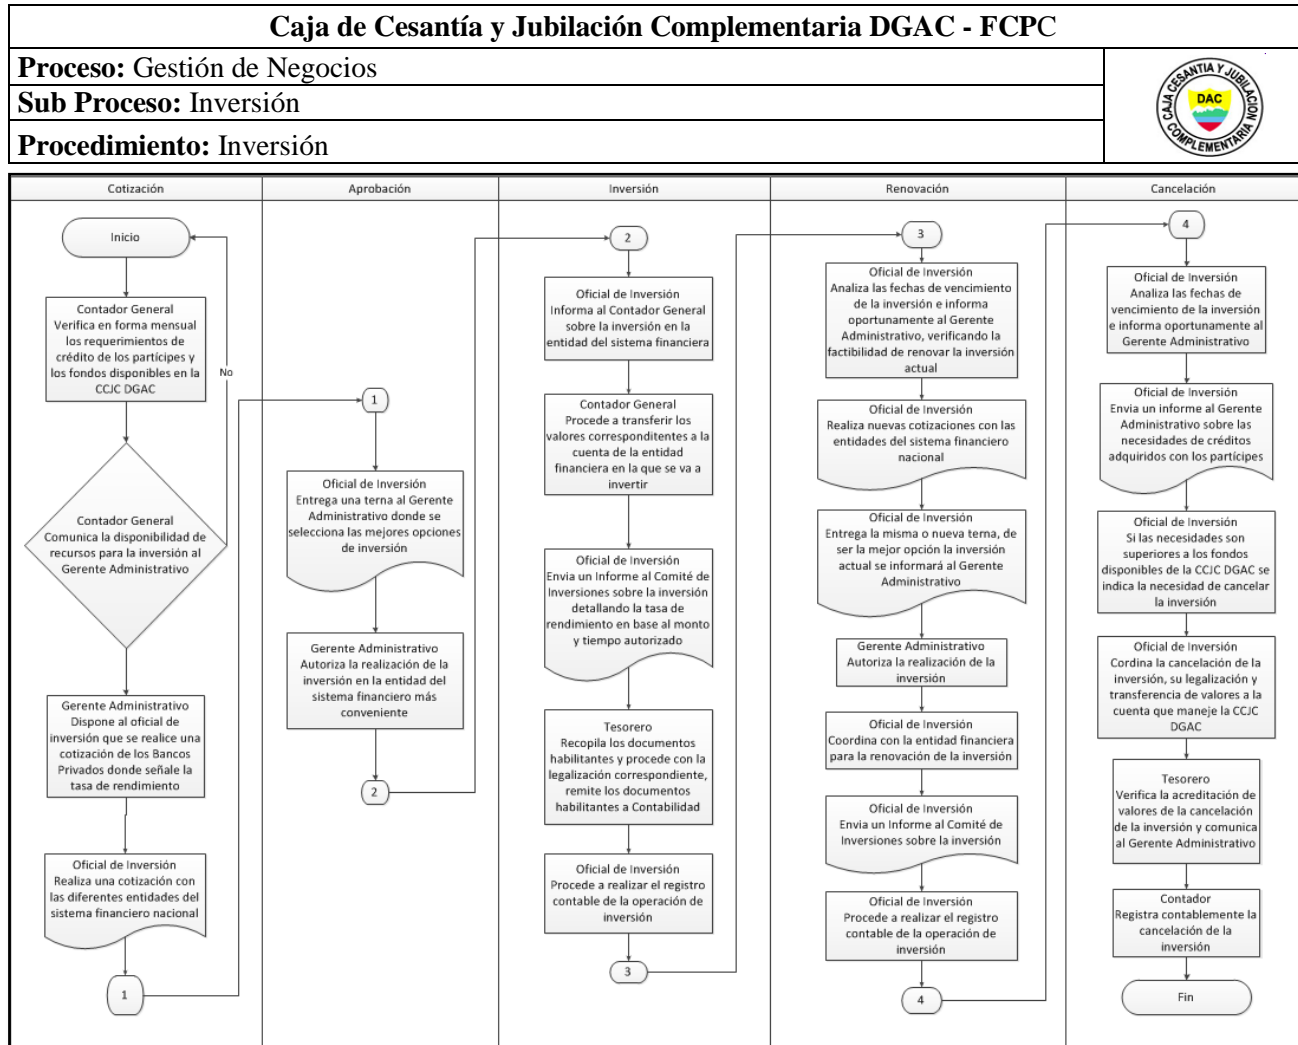 Caja de Cesantía y Jubilación Complementaria DGAC - FCPC
Proceso: Gestión de Negocios
Sub Proceso: Inversión
Procedimiento: Inversión
CAJA CESANTIA Y JUBILACION
DAC
COMPLEMENTARIA
Cotización
Inicio
Contador General
Verifica en forma mensual
los requerimientos de
crédito de los partícipes y
los fondos disponibles en la
CCJC DGAC
No
Contador General
Comunica la disponibilidad de
recursos para la inversión al
Gerente Administrativo
Gerente Administrativo
Dispone al oficial de
inversión que se realice una
cotización de los Bancos
Privados donde señale la
tasa de rendimiento
Oficial de Inversión
Realiza una cotización con
las diferentes entidades del
sistema financiero nacional
1
Aprobación
1
Oficial de Inversión
Entrega una terna al Gerente
Administrativo donde se
selecciona las mejores opciones
de inversión
Gerente Administrativo
Autoriza la realización de la
inversión en la entidad del
sistema financiero más
conveniente
2
Inversión
2
Oficial de Inversión
Informa al Contador General
sobre la inversión en la
entidad del sistema financiera
Contador General
Procede a transferir los
valores corresponditentes a la
cuenta de la entidad
financiera en la que se va a
invertir
Oficial de Inversión
Envia un Informe al Comité de
Inversiones sobre la inversión
detallando la tasa de
rendimiento en base al monto
y tiempo autorizado
Tesorero
Recopila los documentos
habilitantes y procede con la
legalización correspondiente,
remite los documentos
habilitantes a Contabilidad
Oficial de Inversión
Procede a realizar el registro
contable de la operación de
inversión
3
Renovación
3
Oficial de Inversión
Analiza las fechas de vencimiento
de la inversión e informa
oportunamente al Gerente
Administrativo, verificando la
factibilidad de renovar la inversión
actual
Oficial de Inversión
Realiza nuevas cotizaciones con las
entidades del sistema financiero
nacional
Oficial de Inversión
Entrega la misma o nueva terna, de
ser la mejor opción la inversión
actual se informará al Gerente
Administrativo
Gerente Administrativo
Autoriza la realización de la
inversión
Oficial de Inversión
Coordina con la entidad financiera
para la renovación de la inversión
Oficial de Inversión
Envia un Informe al Comité de
Inversiones sobre la inversión
Oficial de Inversión
Procede a realizar el registro
contable de la operación de
inversión
4
Cancelación
4
Oficial de Inversión
Analiza las fechas de
vencimiento de la inversión
e informa oportunamente al
Gerente Administrativo
Oficial de Inversión
Envia un informe al Gerente
Administrativo sobre las
necesidades de créditos
adquiridos con los partícipes
Oficial de Inversión
Si las necesidades son
superiores a los fondos
disponibles de la CCJC DGAC se
indica la necesidad de cancelar
la inversión
Oficial de Inversión
Cordina la cancelación de la
inversión, su legalización y
transferencia de valores a la
cuenta que maneje la CCJC
DGAC
Tesorero
Verifica la acreditación de
valores de la cancelación
de la inversión y comunica
al Gerente Administrativo
Contador
Registra contablemente la
cancelación de la
inversión
Fin